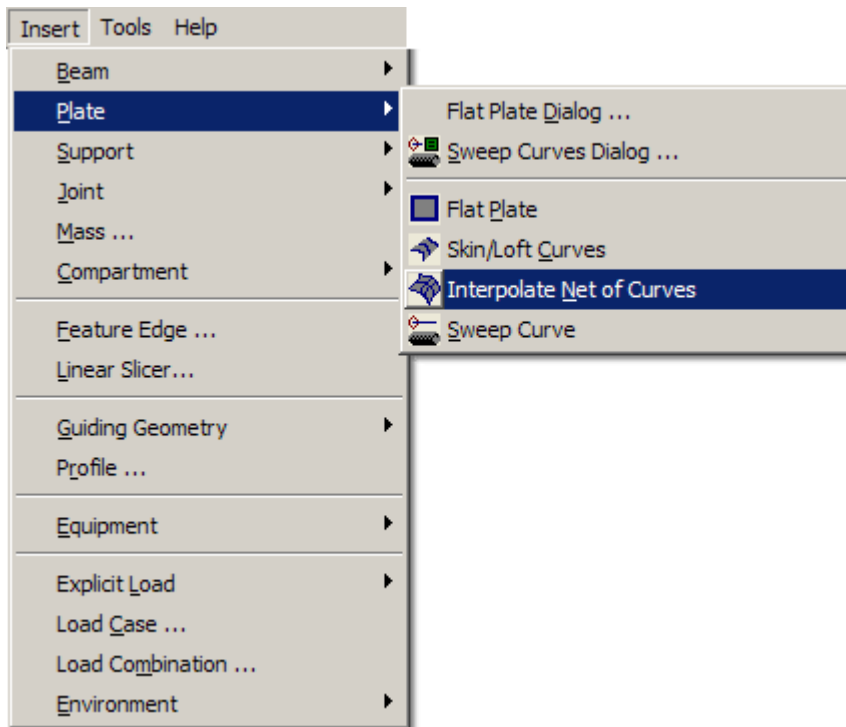 Insert Tools Help
Beam
Plate
Support
Joint
Mass ...
Compartment
Feature Edge ...
Linear Slicer...
Guiding Geometry
Profile ...
Equipment
Explicit Load
Load Case ...
Load Combination ...
Environment
Flat Plate Dialog ...
Sweep Curves Dialog ...
Flat Plate
Skin/Loft Curves
Interpolate Net of Curves
Sweep Curve